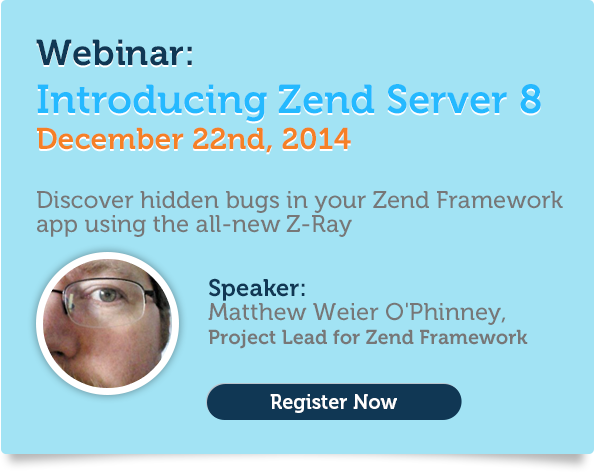 Webinar:
Introducing Zend Server 8
December 22nd, 2014
Discover hidden bugs in your Zend Framework
app using the all-new Z-Ray
Speaker:
Matthew Weier O'Phinney,
Project Lead for Zend Framework
Register Now